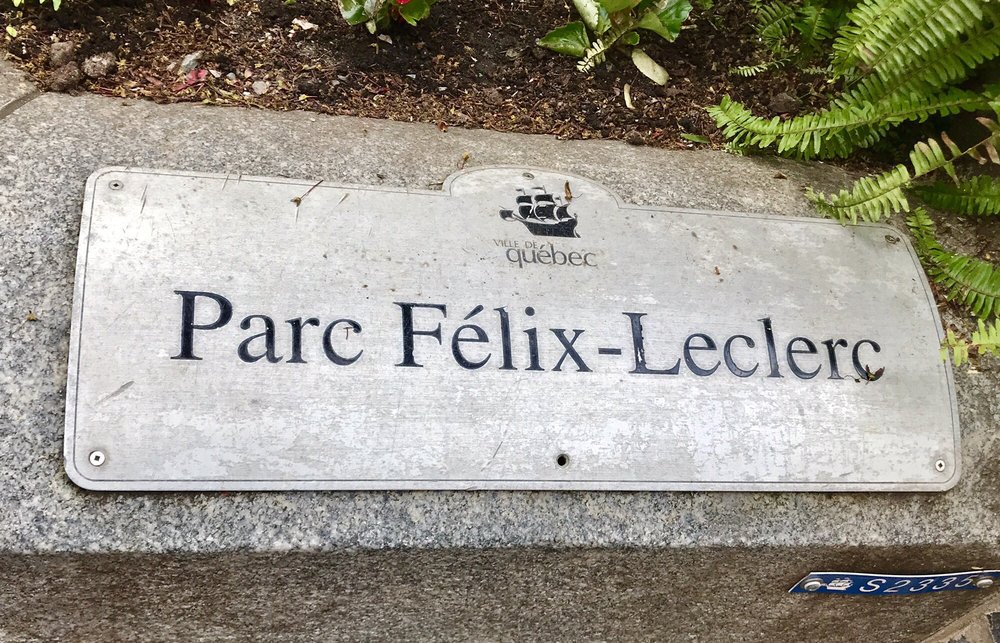 VILLE DE
québec
Parc Félix-Leclerc
S2335